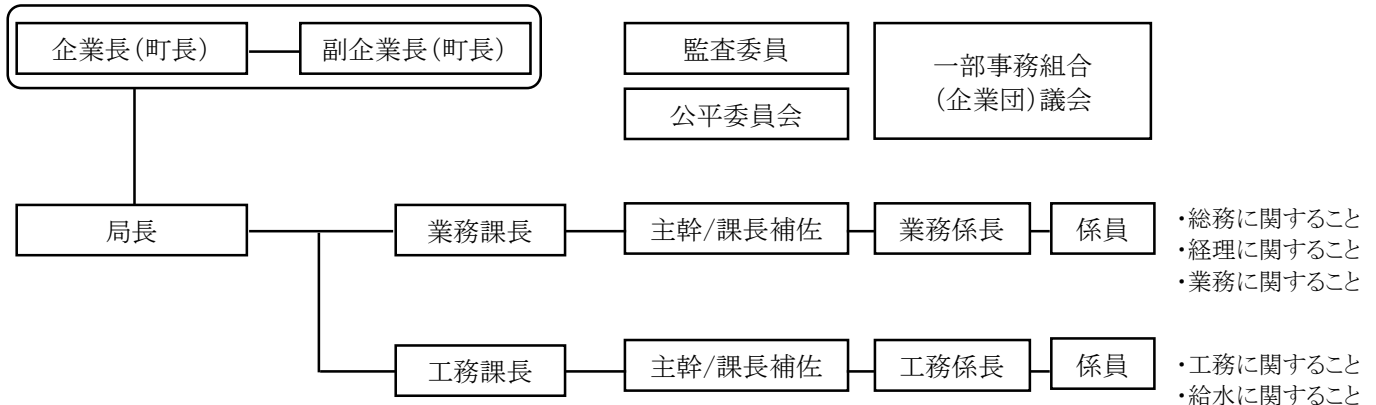 企業長(町長)
副企業長(町長)
監査委員
公平委員会
一部事務組合
(企業団)議会
局長
業務課長
主幹/課長補佐
業務係長
係員
・総務に関すること
・経理に関すること
・業務に関すること
工務課長
主幹/課長補佐
工務係長
係員
・工務に関すること
・給水に関すること